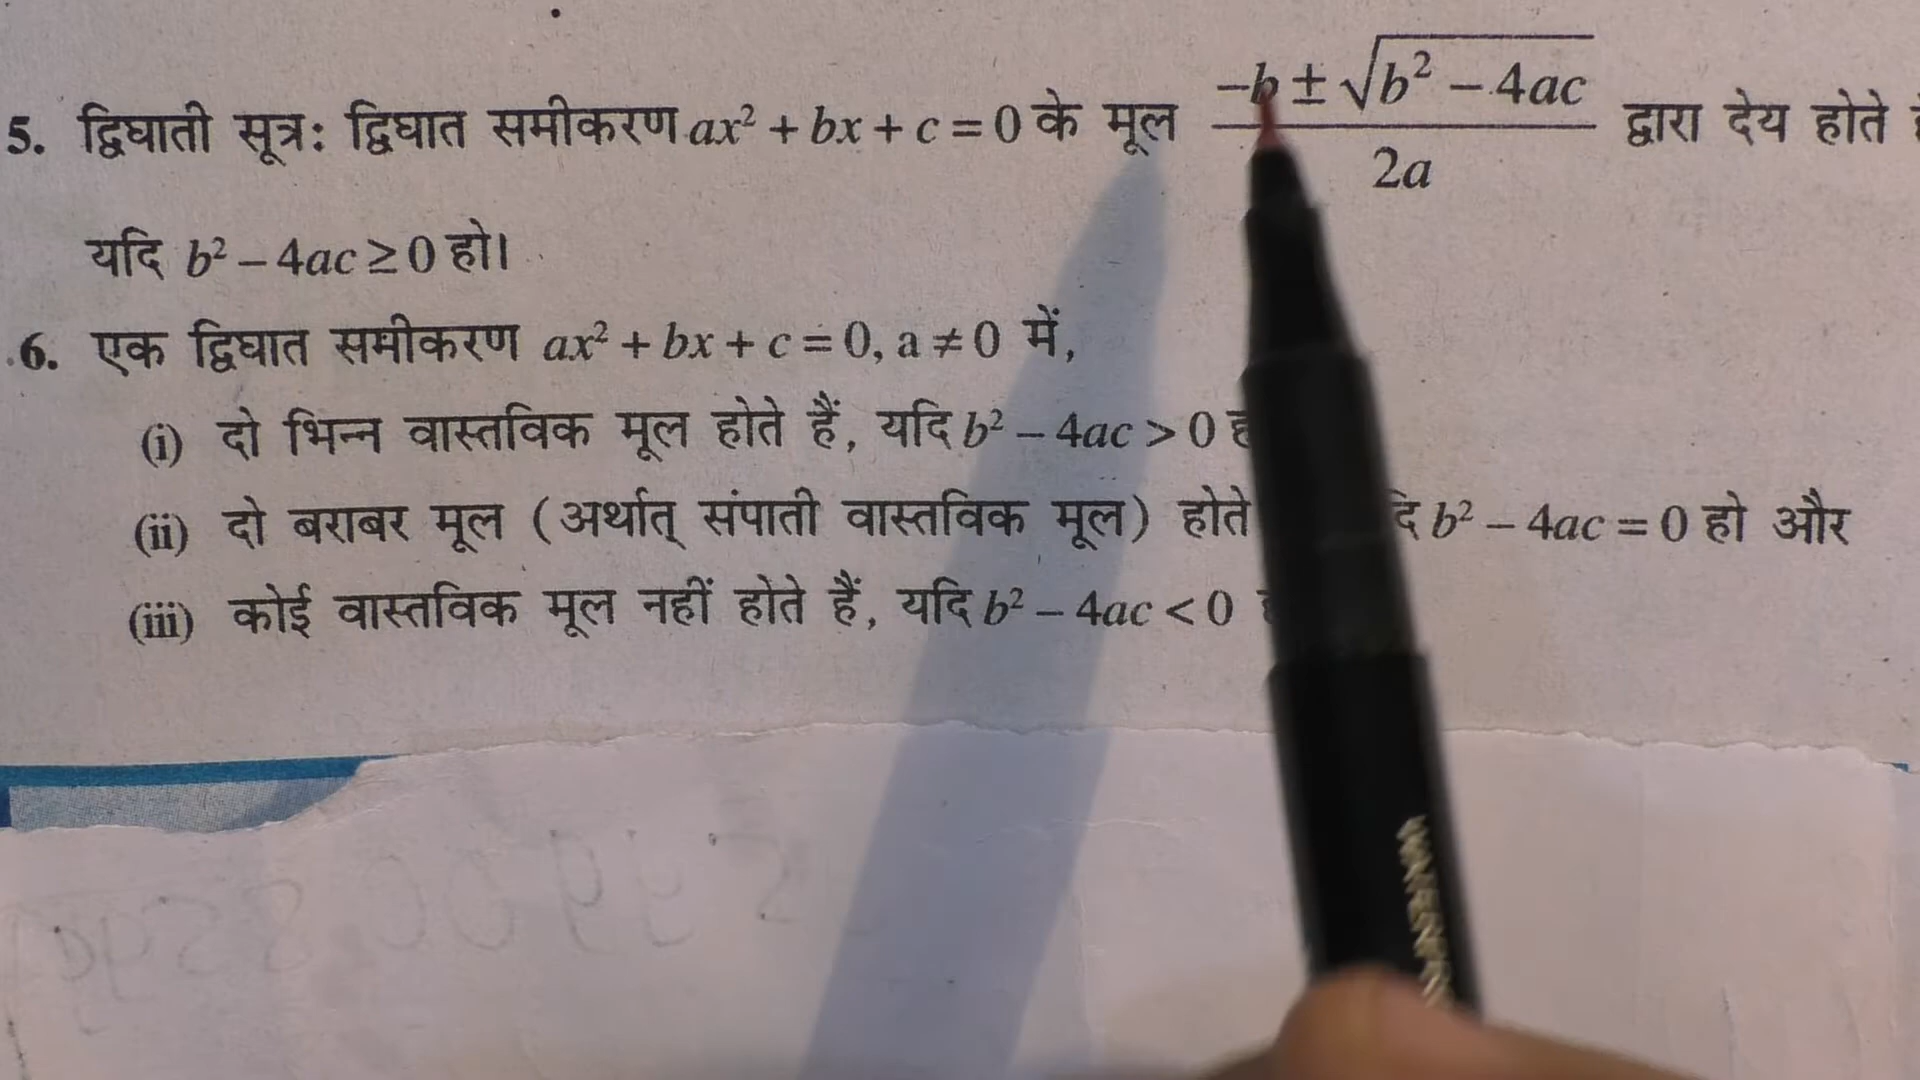 5. द्विघाती सूत्र: द्विघात समीकरण ax² + bx + c = 0 के मूल (-b ± √(b² – 4ac))/2a द्वारा देय होते
यदि b² – 4ac ≥ 0 हो।
6. एक द्विघात समीकरण ax² + bx + c = 0, a ≠ 0 में,
(i) दो भिन्न वास्तविक मूल होते हैं, यदि b² – 4ac > 0
(ii) दो बराबर मूल (अर्थात् संपाती वास्तविक मूल) होते b² – 4ac = 0 हो और
(iii) कोई वास्तविक मूल नहीं होते हैं, यदि b² – 4ac < 0